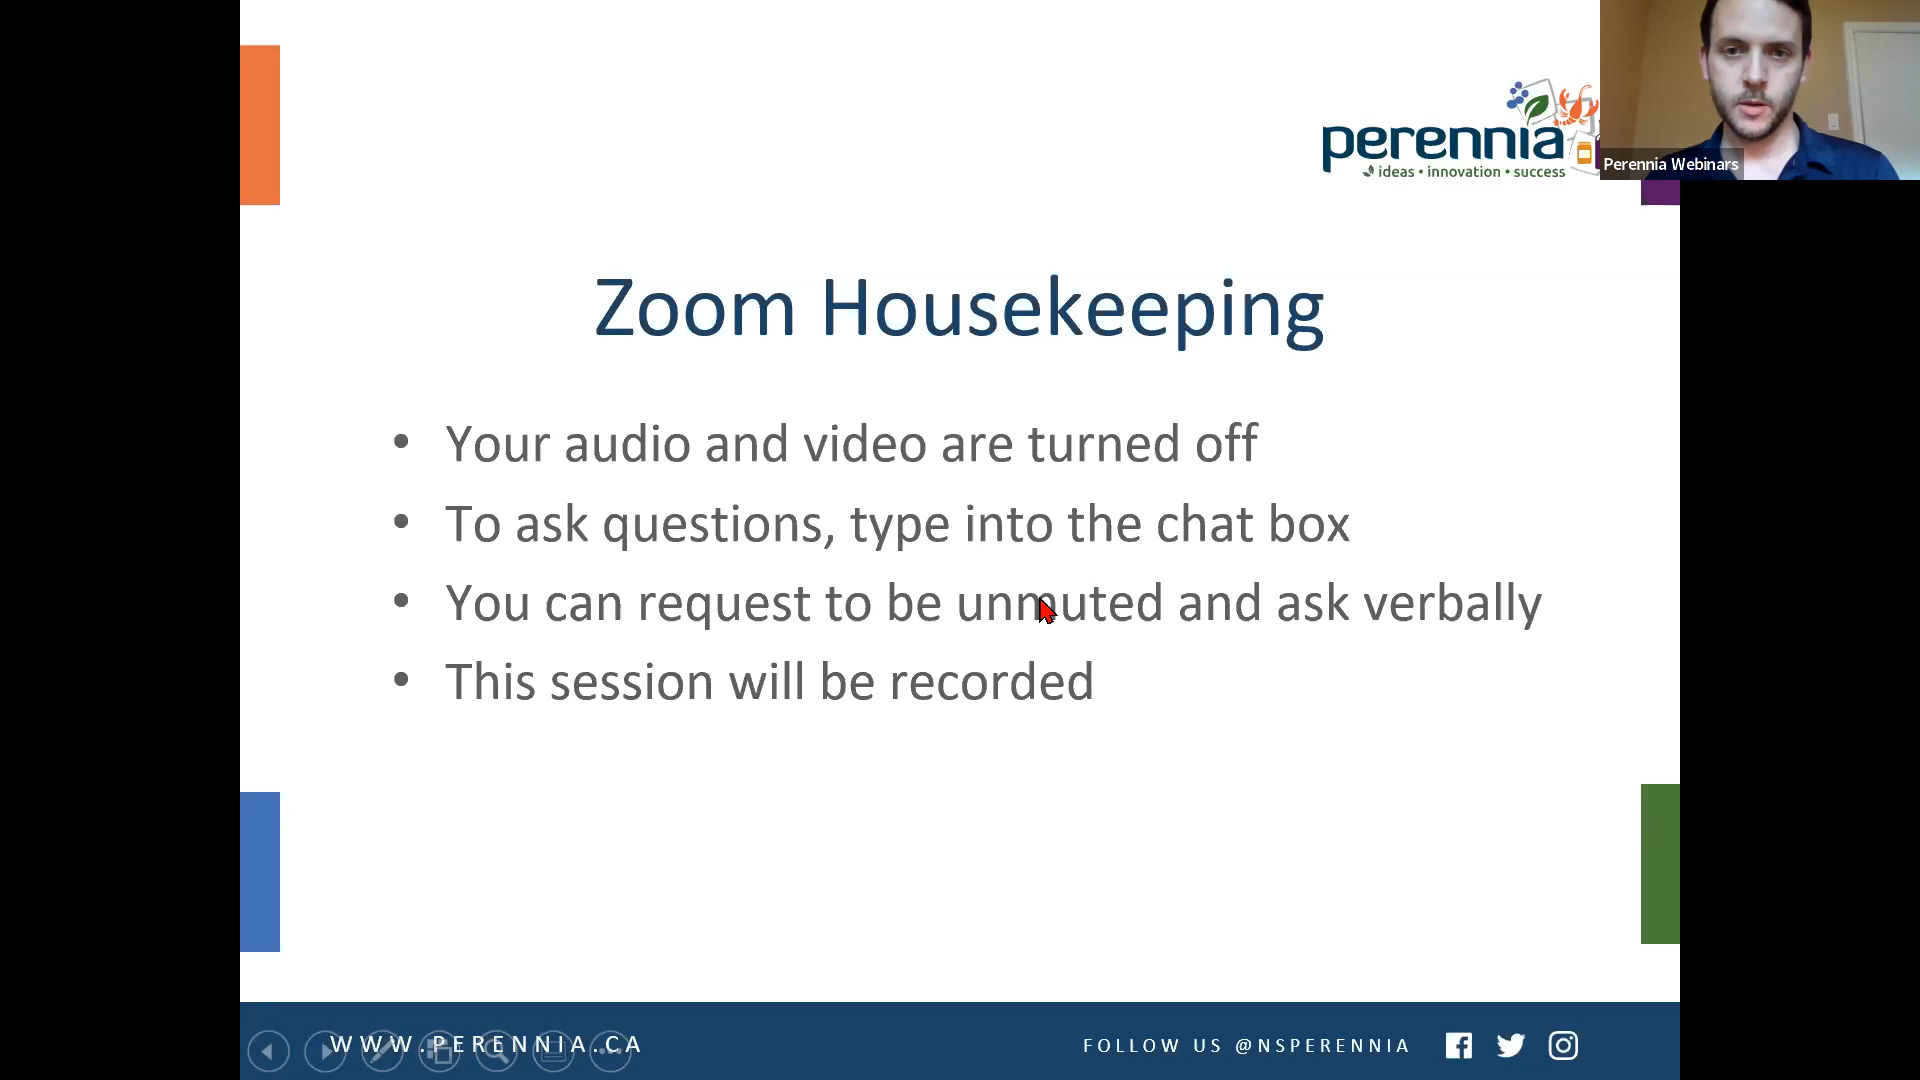 perennia
ideas • innovation • success
Perennia Webinars
Zoom Housekeeping
• Your audio and video are turned off
• To ask questions, type into the chat box
• You can request to be unmuted and ask verbally
• This session will be recorded
WWW.PERENNIA.CA
FOLLOW US @NSPERENNIA